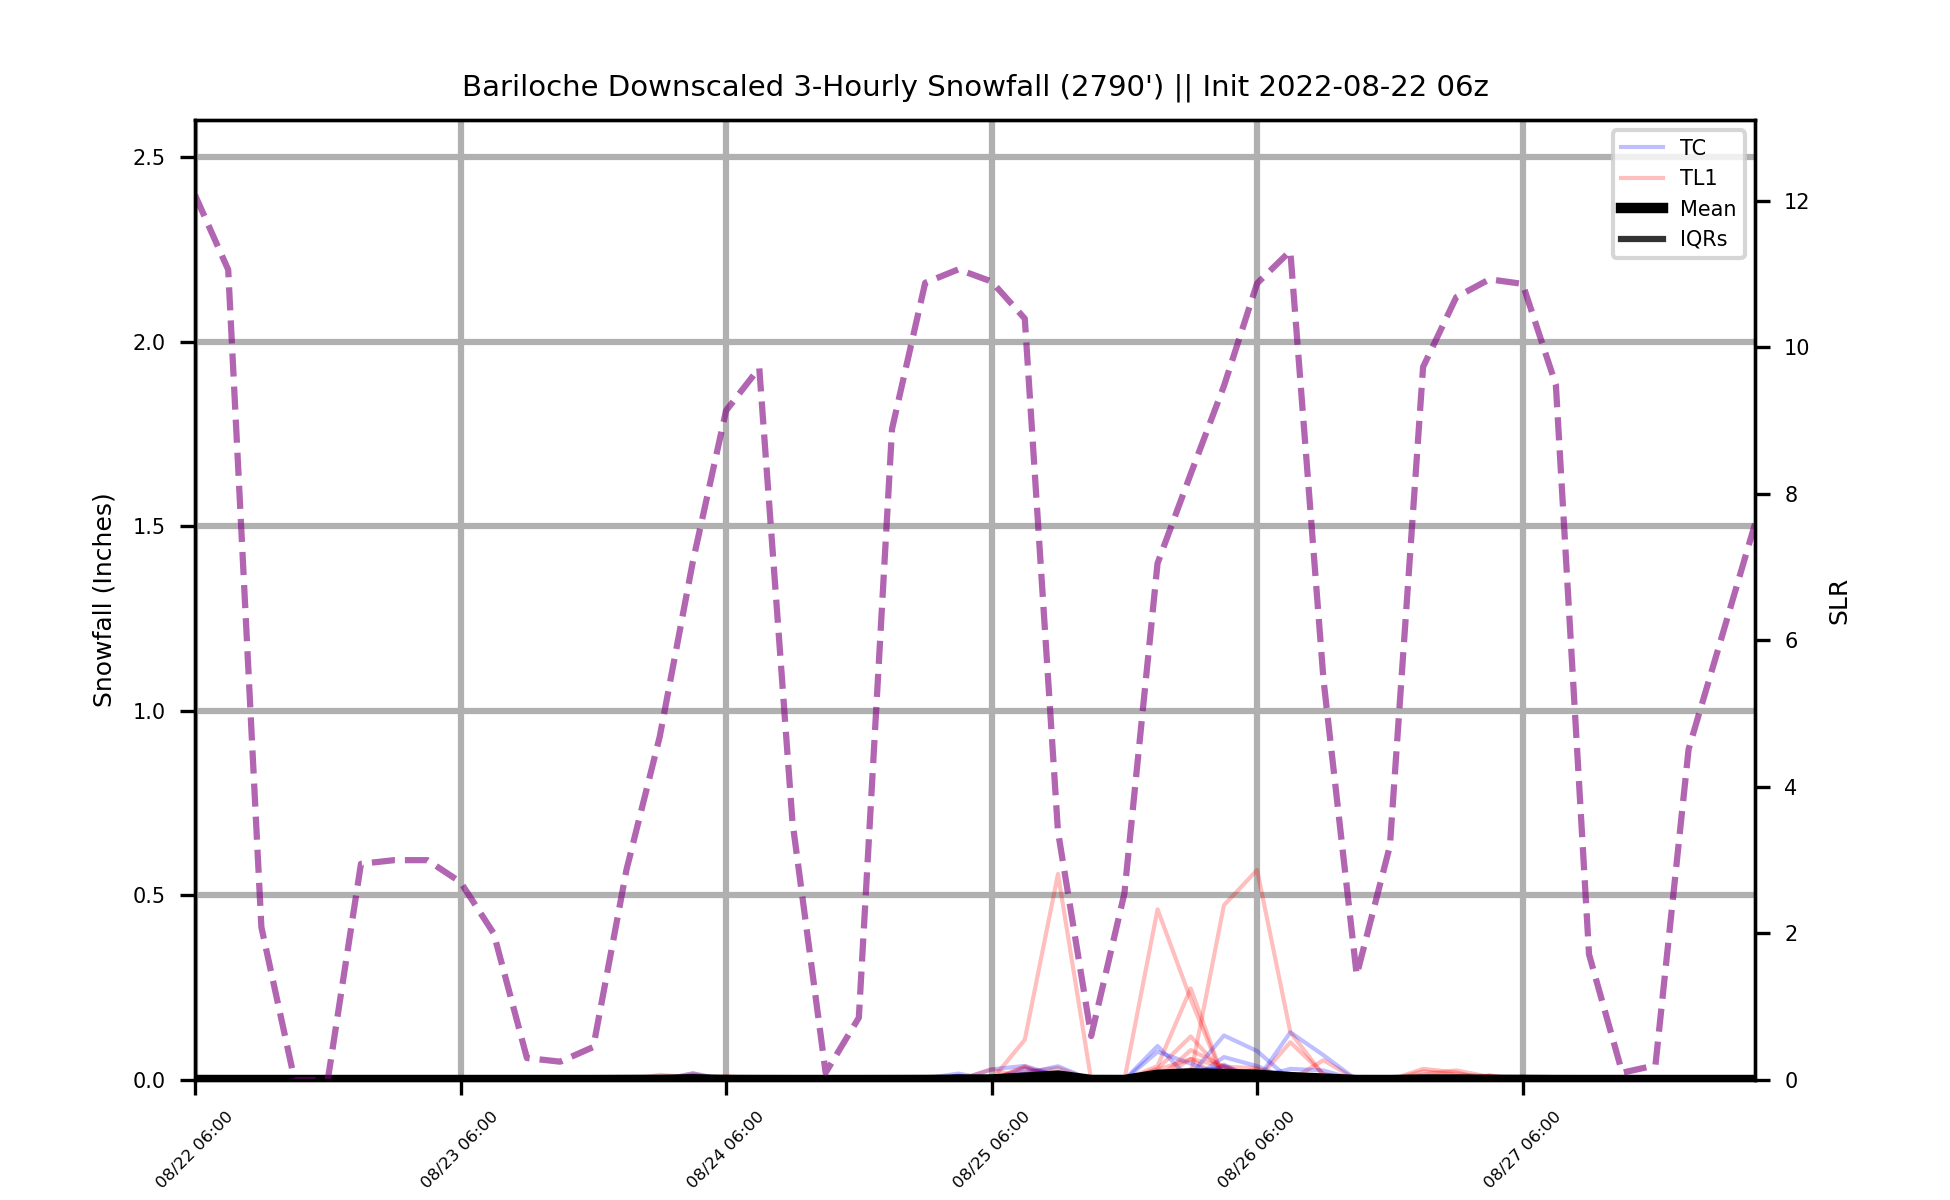 Bariloche Downscaled 3-Hourly Snowfall (2790') || Init 2022-08-22 06z
TC
TL1
Mean
IQRs
2.5
2.0
1.5
1.0
0.5
0.0
Snowfall (Inches)
12
10
8
6
4
2
0
SLR
08/22 06:00
08/23 06:00
08/24 06:00
08/25 06:00
08/26 06:00
08/27 06:00